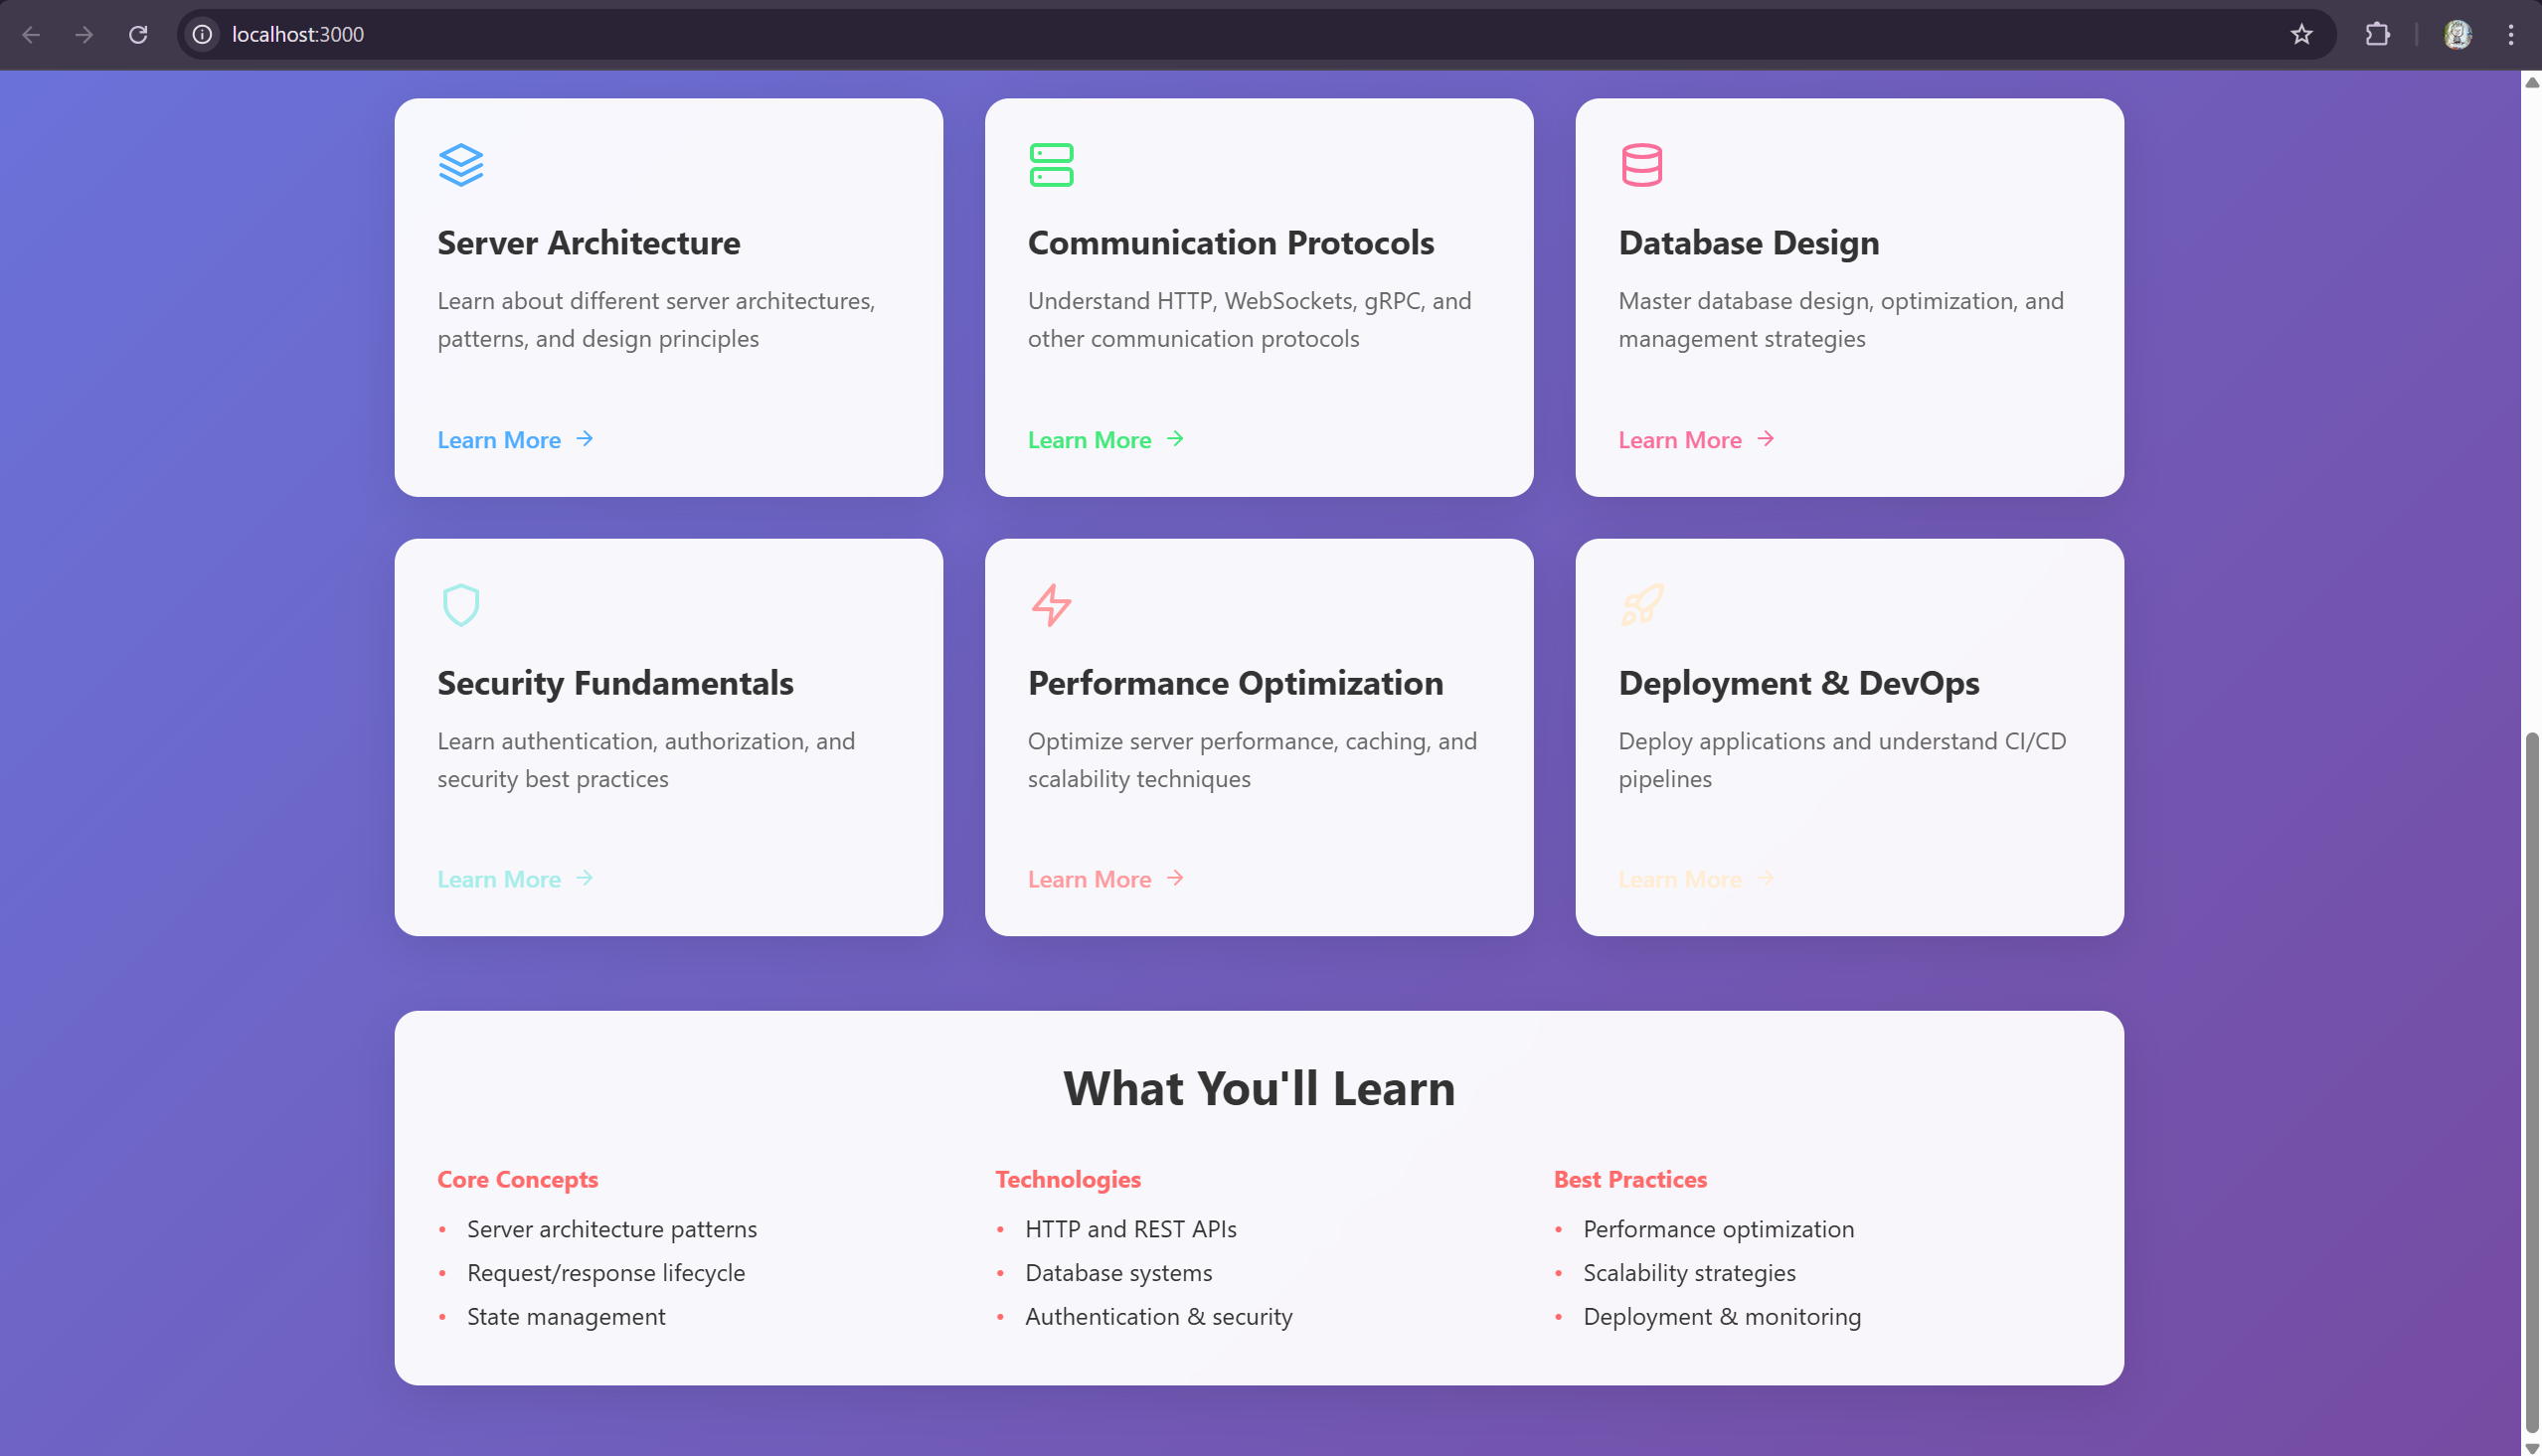 localhost:3000
Server Architecture
Learn about different server architectures,
patterns, and design principles
Learn More →
Communication Protocols
Understand HTTP, WebSockets, gRPC, and
other communication protocols
Learn More →
Database Design
Master database design, optimization, and
management strategies
Learn More →
Security Fundamentals
Learn authentication, authorization, and
security best practices
Learn More →
Performance Optimization
Optimize server performance, caching, and
scalability techniques
Learn More →
Deployment & DevOps
Deploy applications and understand CI/CD
pipelines
Learn More →
What You'll Learn
Core Concepts
• Server architecture patterns
• Request/response lifecycle
• State management
Technologies
• HTTP and REST APIs
• Database systems
• Authentication & security
Best Practices
• Performance optimization
• Scalability strategies
• Deployment & monitoring